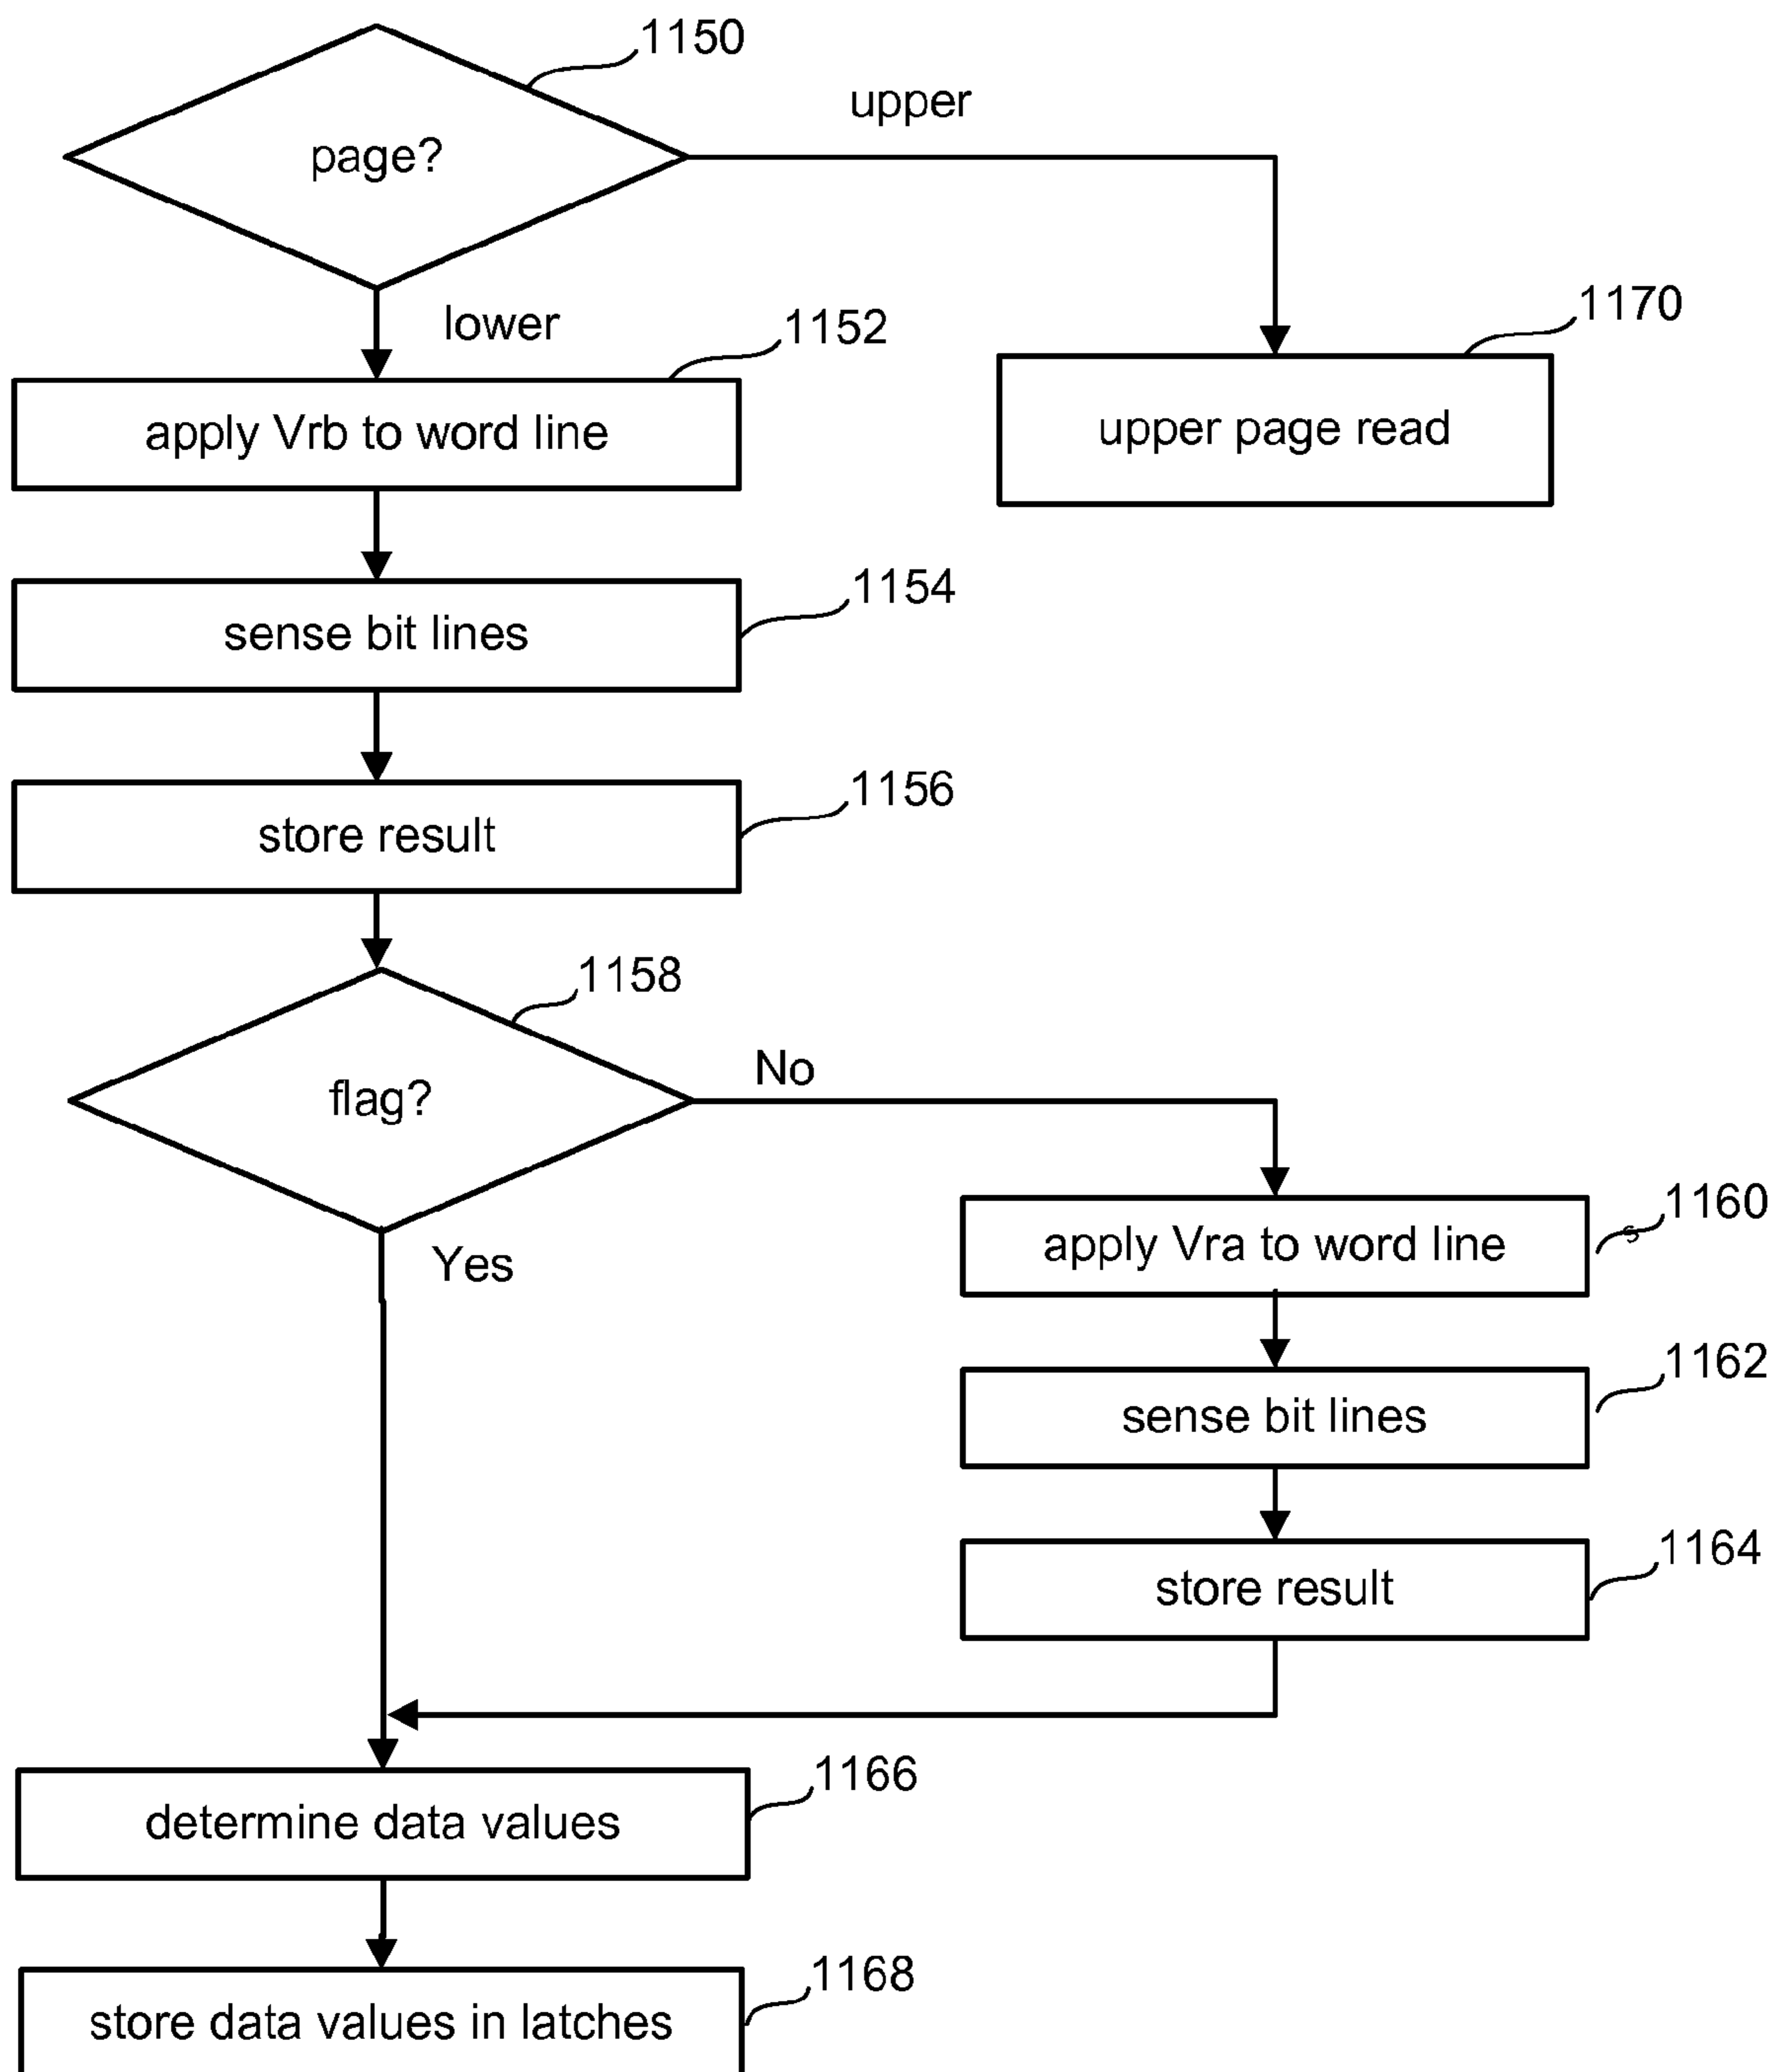 1150
upper
page?
lower
1152
1170
apply Vrb to word line
upper page read
1154
sense bit lines
1156
store result
1158
No
flag?
Yes
1160
s
apply Vra to word line
1162
sense bit lines
1164
store result
1166
determine data values
1168
store data values in latches